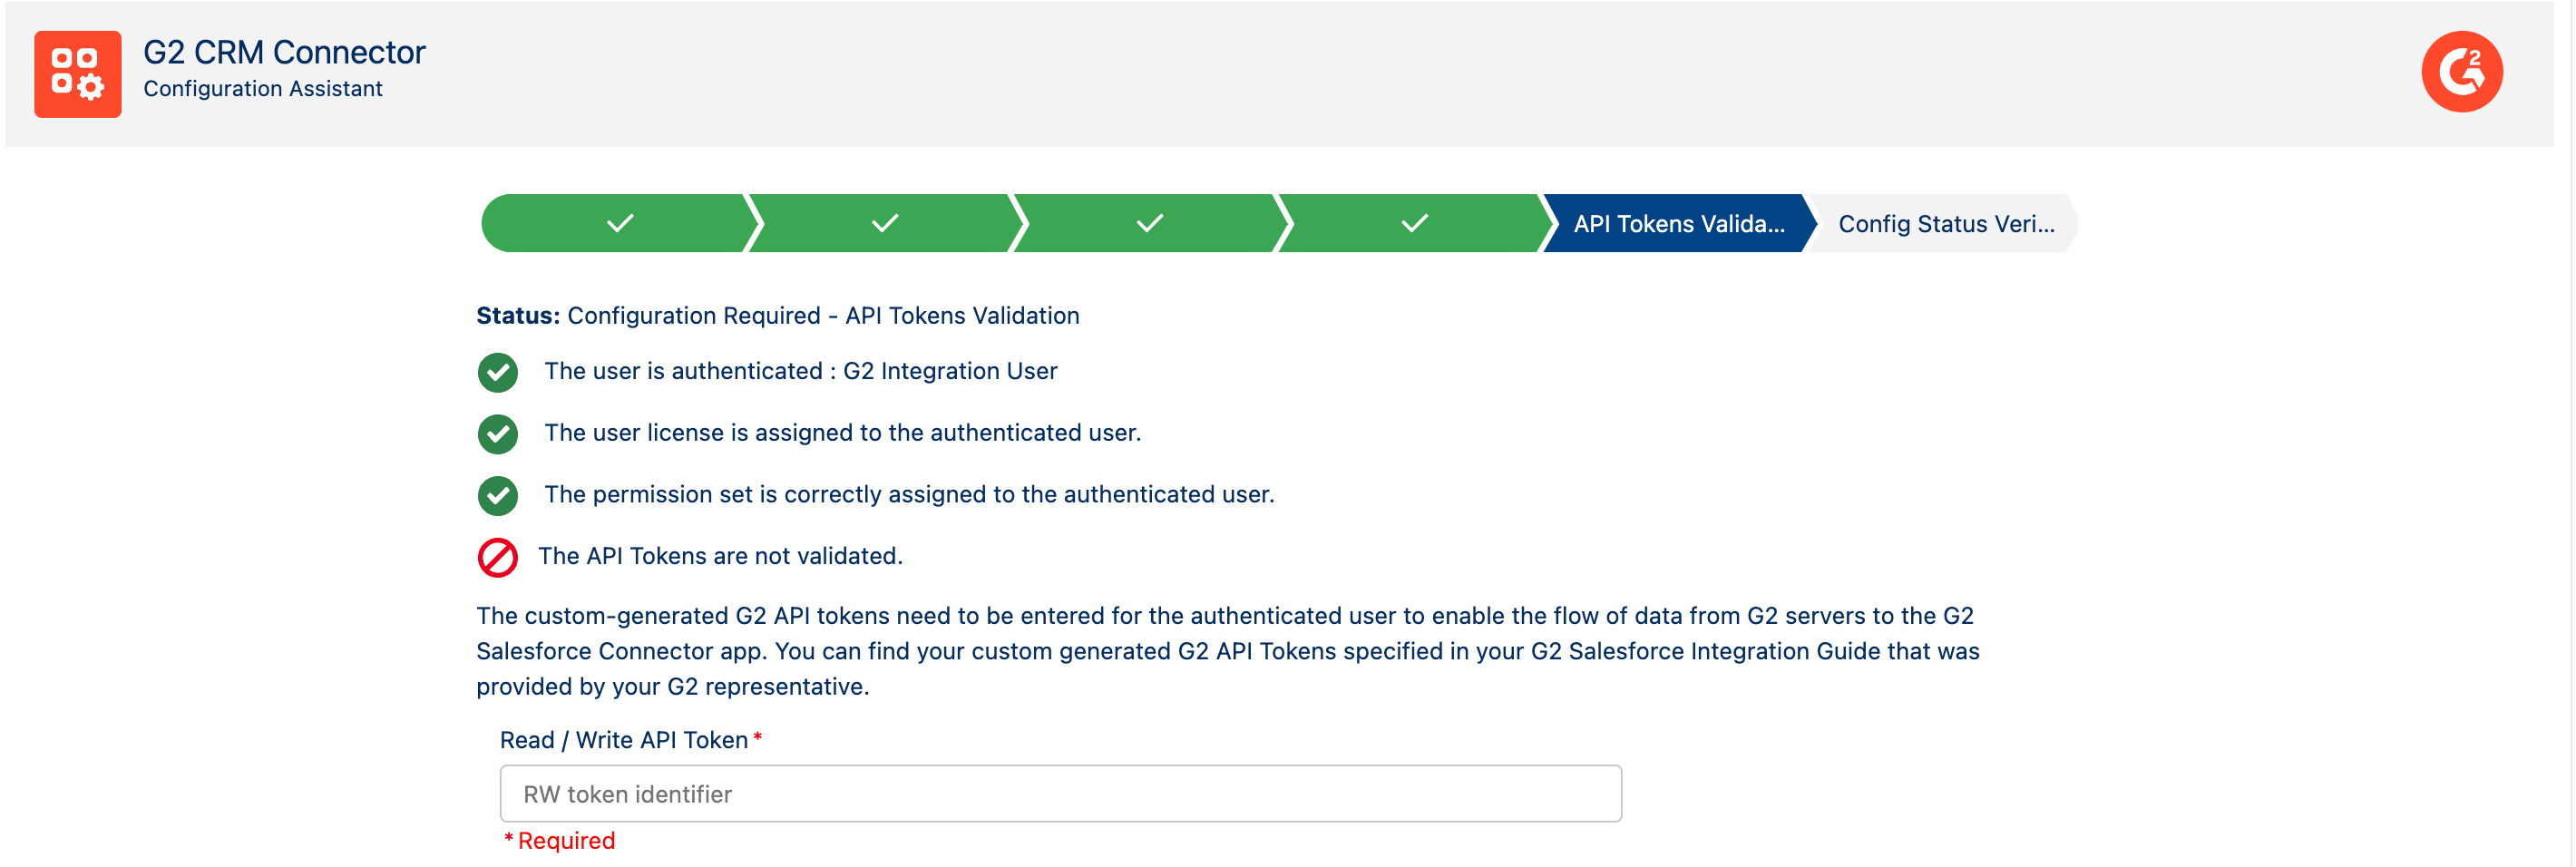 G2 CRM Connector
Configuration Assistant
G2
API Tokens Valida...
Config Status Veri...
Status: Configuration Required - API Tokens Validation
The user is authenticated : G2 Integration User
The user license is assigned to the authenticated user.
The permission set is correctly assigned to the authenticated user.
The API Tokens are not validated.
The custom-generated G2 API tokens need to be entered for the authenticated user to enable the flow of data from G2 servers to the G2
Salesforce Connector app. You can find your custom generated G2 API Tokens specified in your G2 Salesforce Integration Guide that was
provided by your G2 representative.
Read / Write API Token *
RW token identifier
* Required